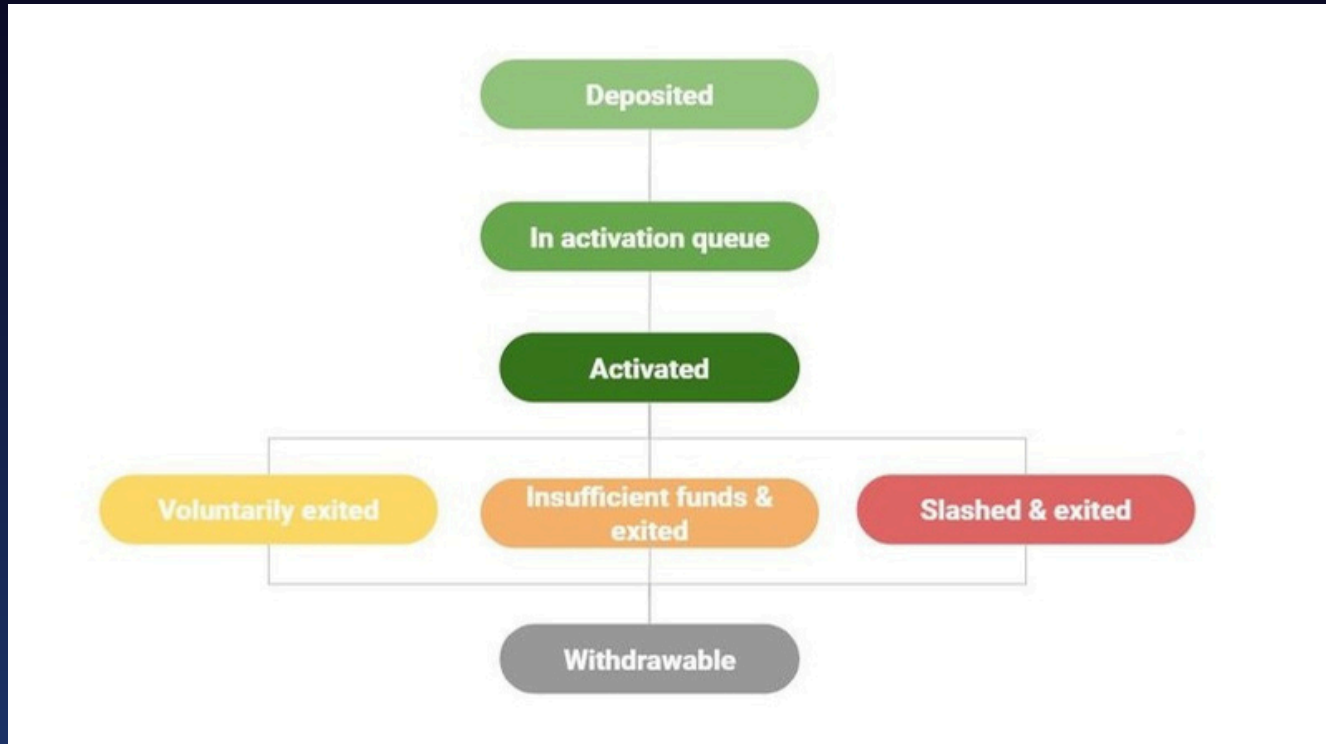 Deposited
In activation queue
Activated
Voluntarily exited
Insufficient funds &
exited
Slashed & exited
Withdrawable